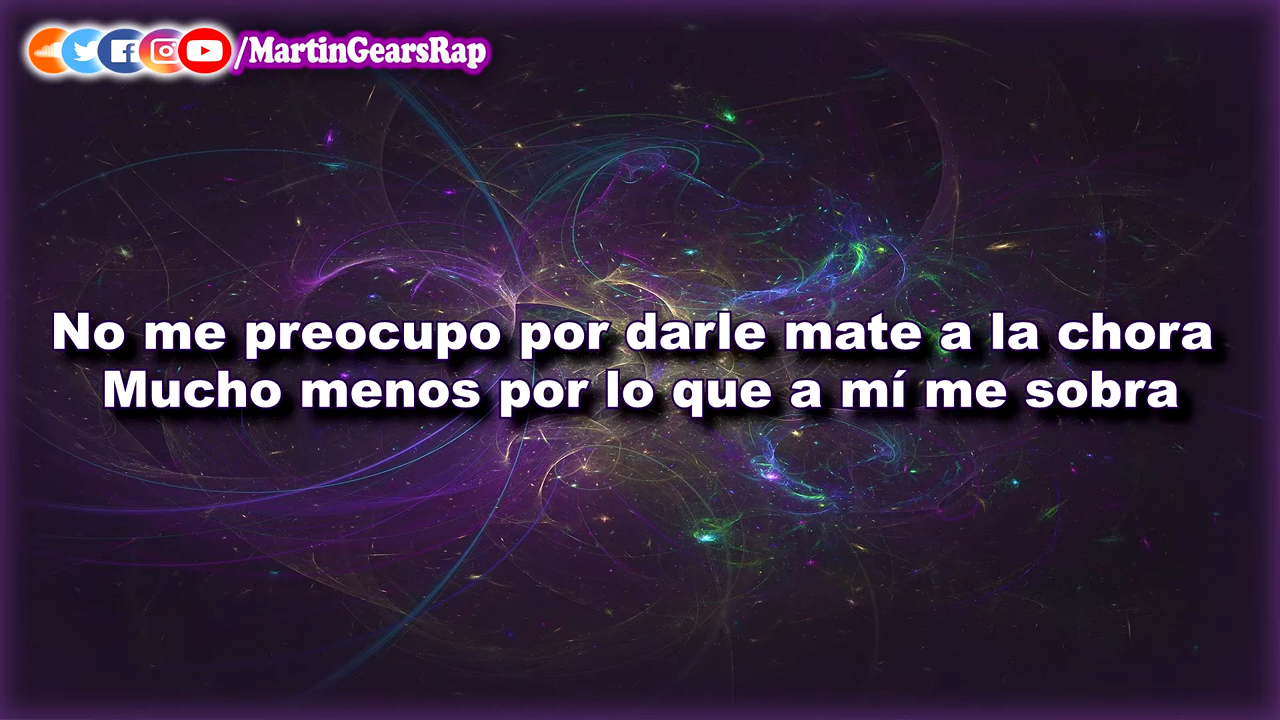 /MartinGearsRap
No me preocupo por darle mate a la chora
Mucho menos por lo que a mí me sobra